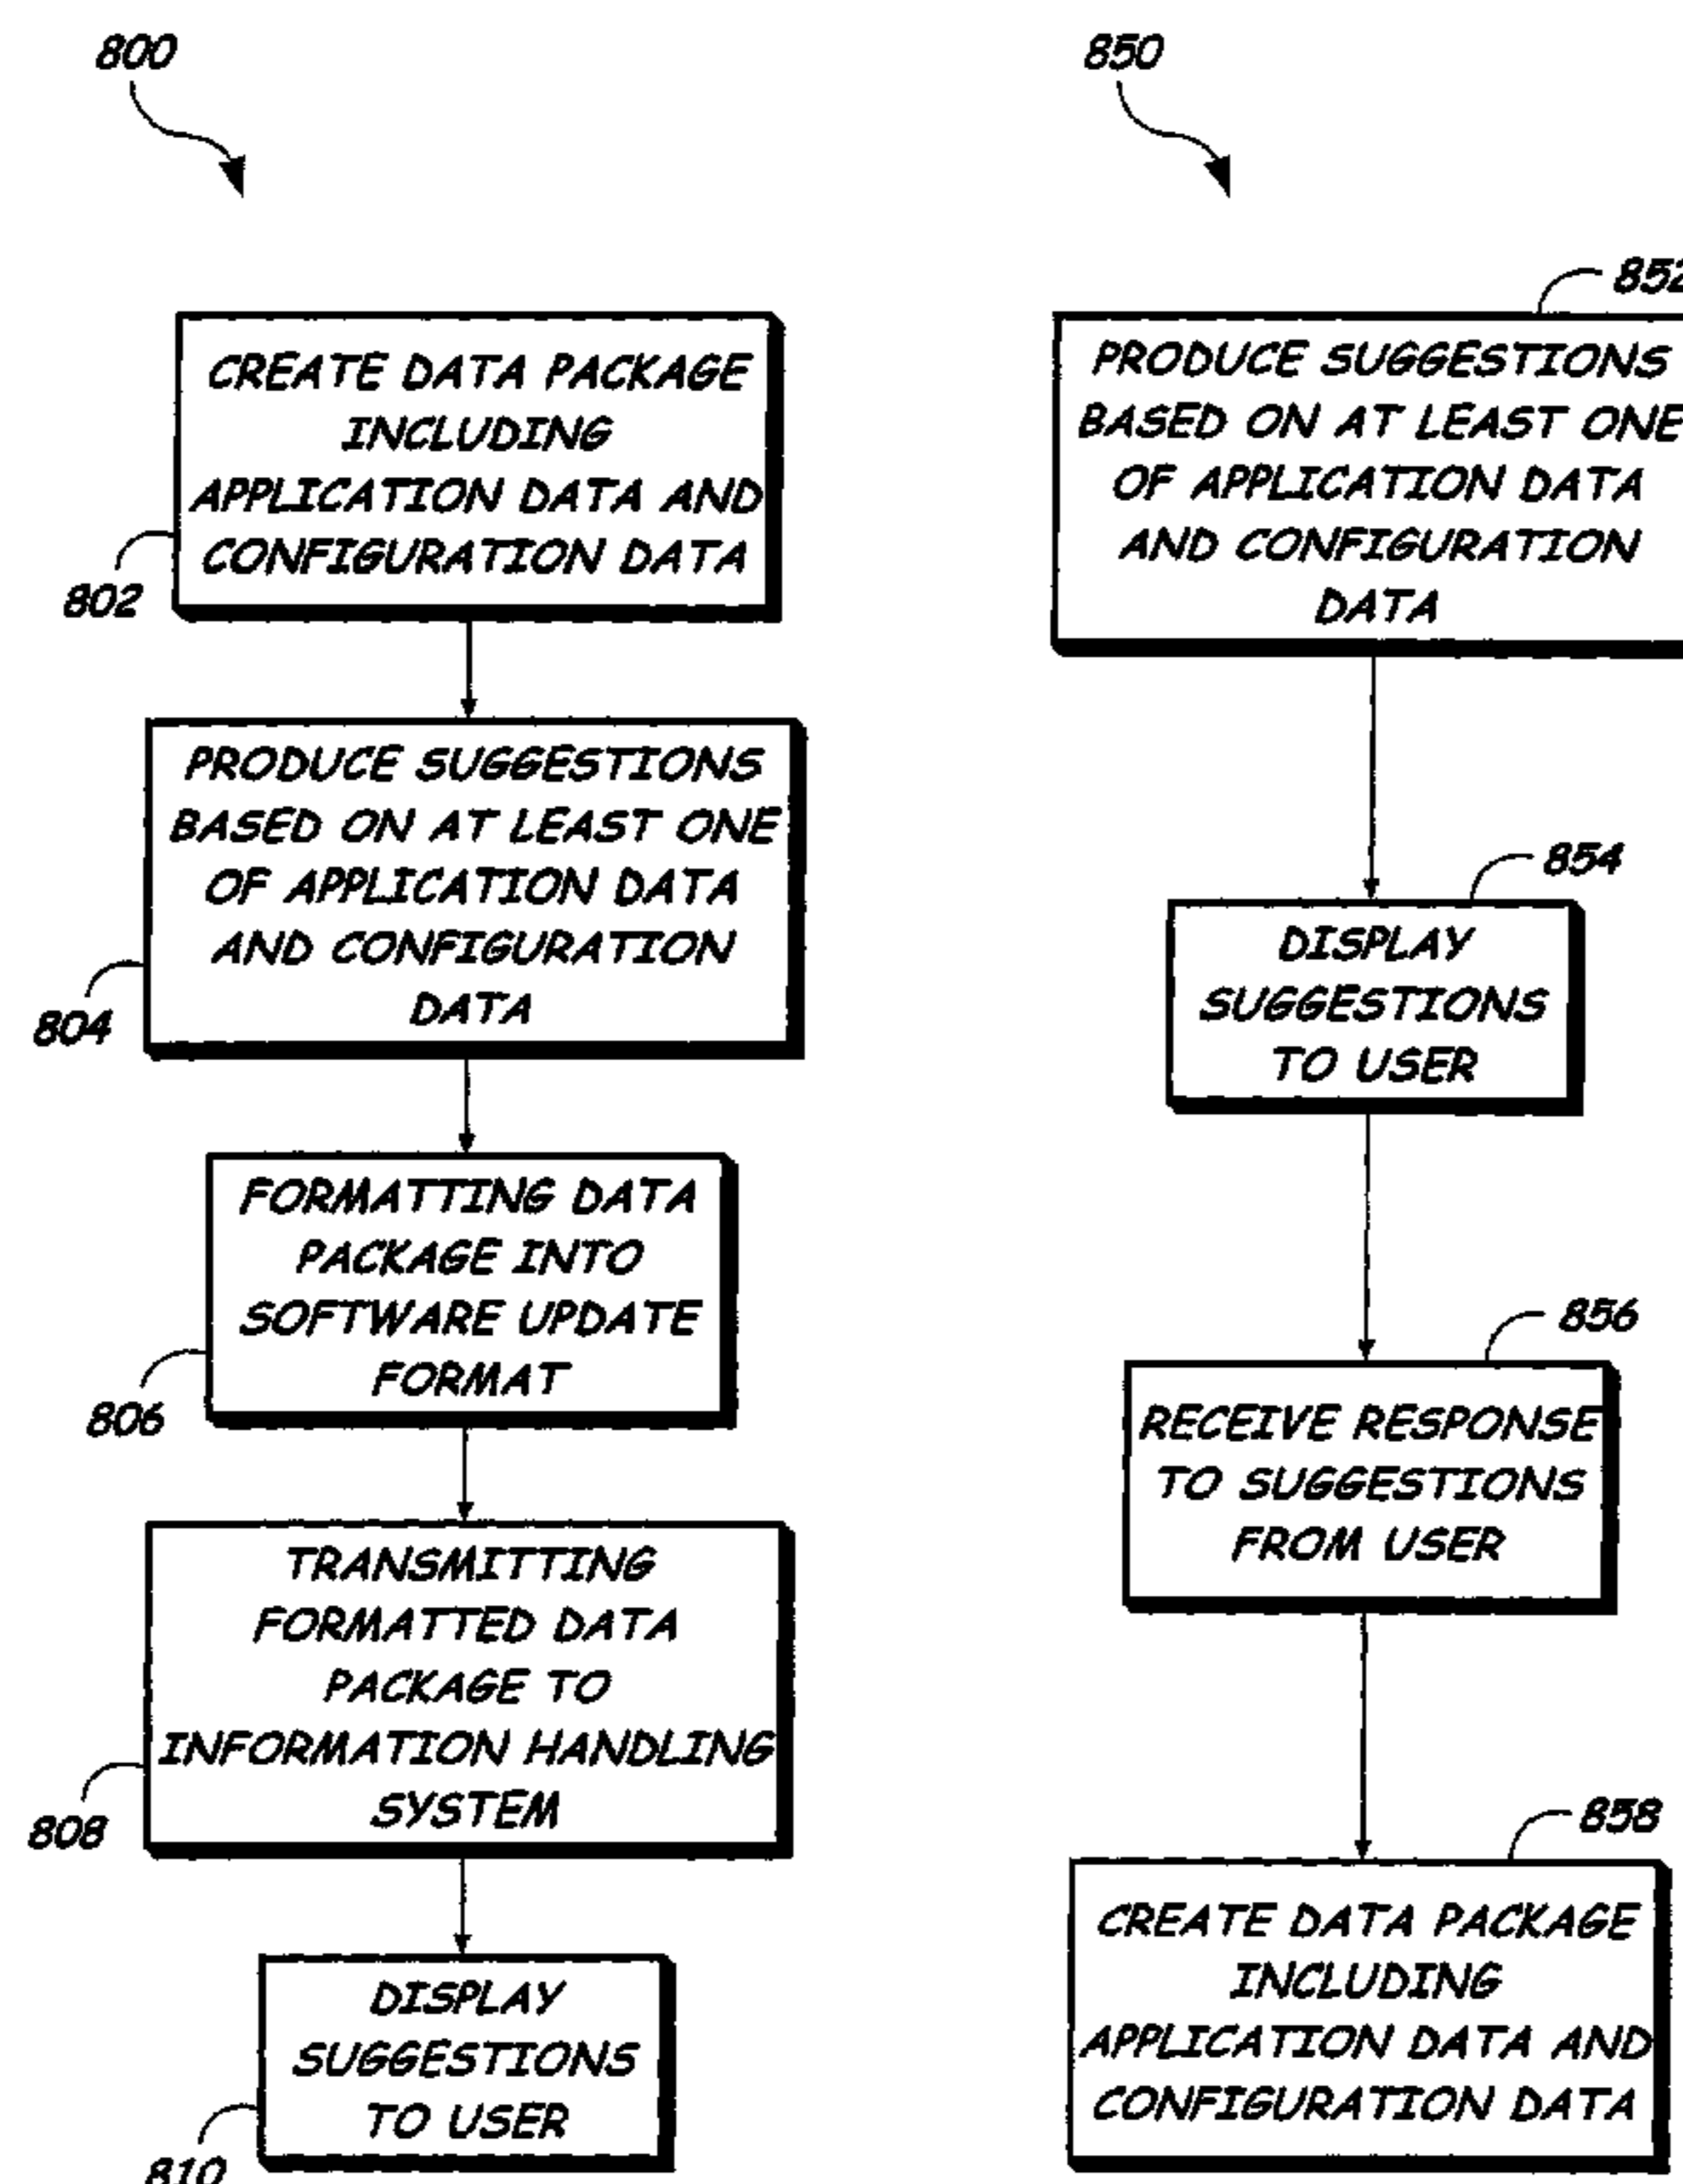 800
CREATE DATA PACKAGE
INCLUDING
APPLICATION DATA AND
CONFIGURATION DATA
802
PRODUCE SUGGESTIONS
BASED ON AT LEAST ONE
OF APPLICATION DATA
AND CONFIGURATION
DATA
804
FORMATTING DATA
PACKAGE INTO
SOFTWARE UPDATE
FORMAT
806
TRANSMITTING
FORMATTED DATA
PACKAGE TO
INFORMATION HANDLING
SYSTEM
808
DISPLAY
SUGGESTIONS
TO USER
810
850
852
PRODUCE SUGGESTIONS
BASED ON AT LEAST ONE
OF APPLICATION DATA
AND CONFIGURATION
DATA
854
DISPLAY
SUGGESTIONS
TO USER
856
RECEIVE RESPONSE
TO SUGGESTIONS
FROM USER
858
CREATE DATA PACKAGE
INCLUDING
APPLICATION DATA AND
CONFIGURATION DATA